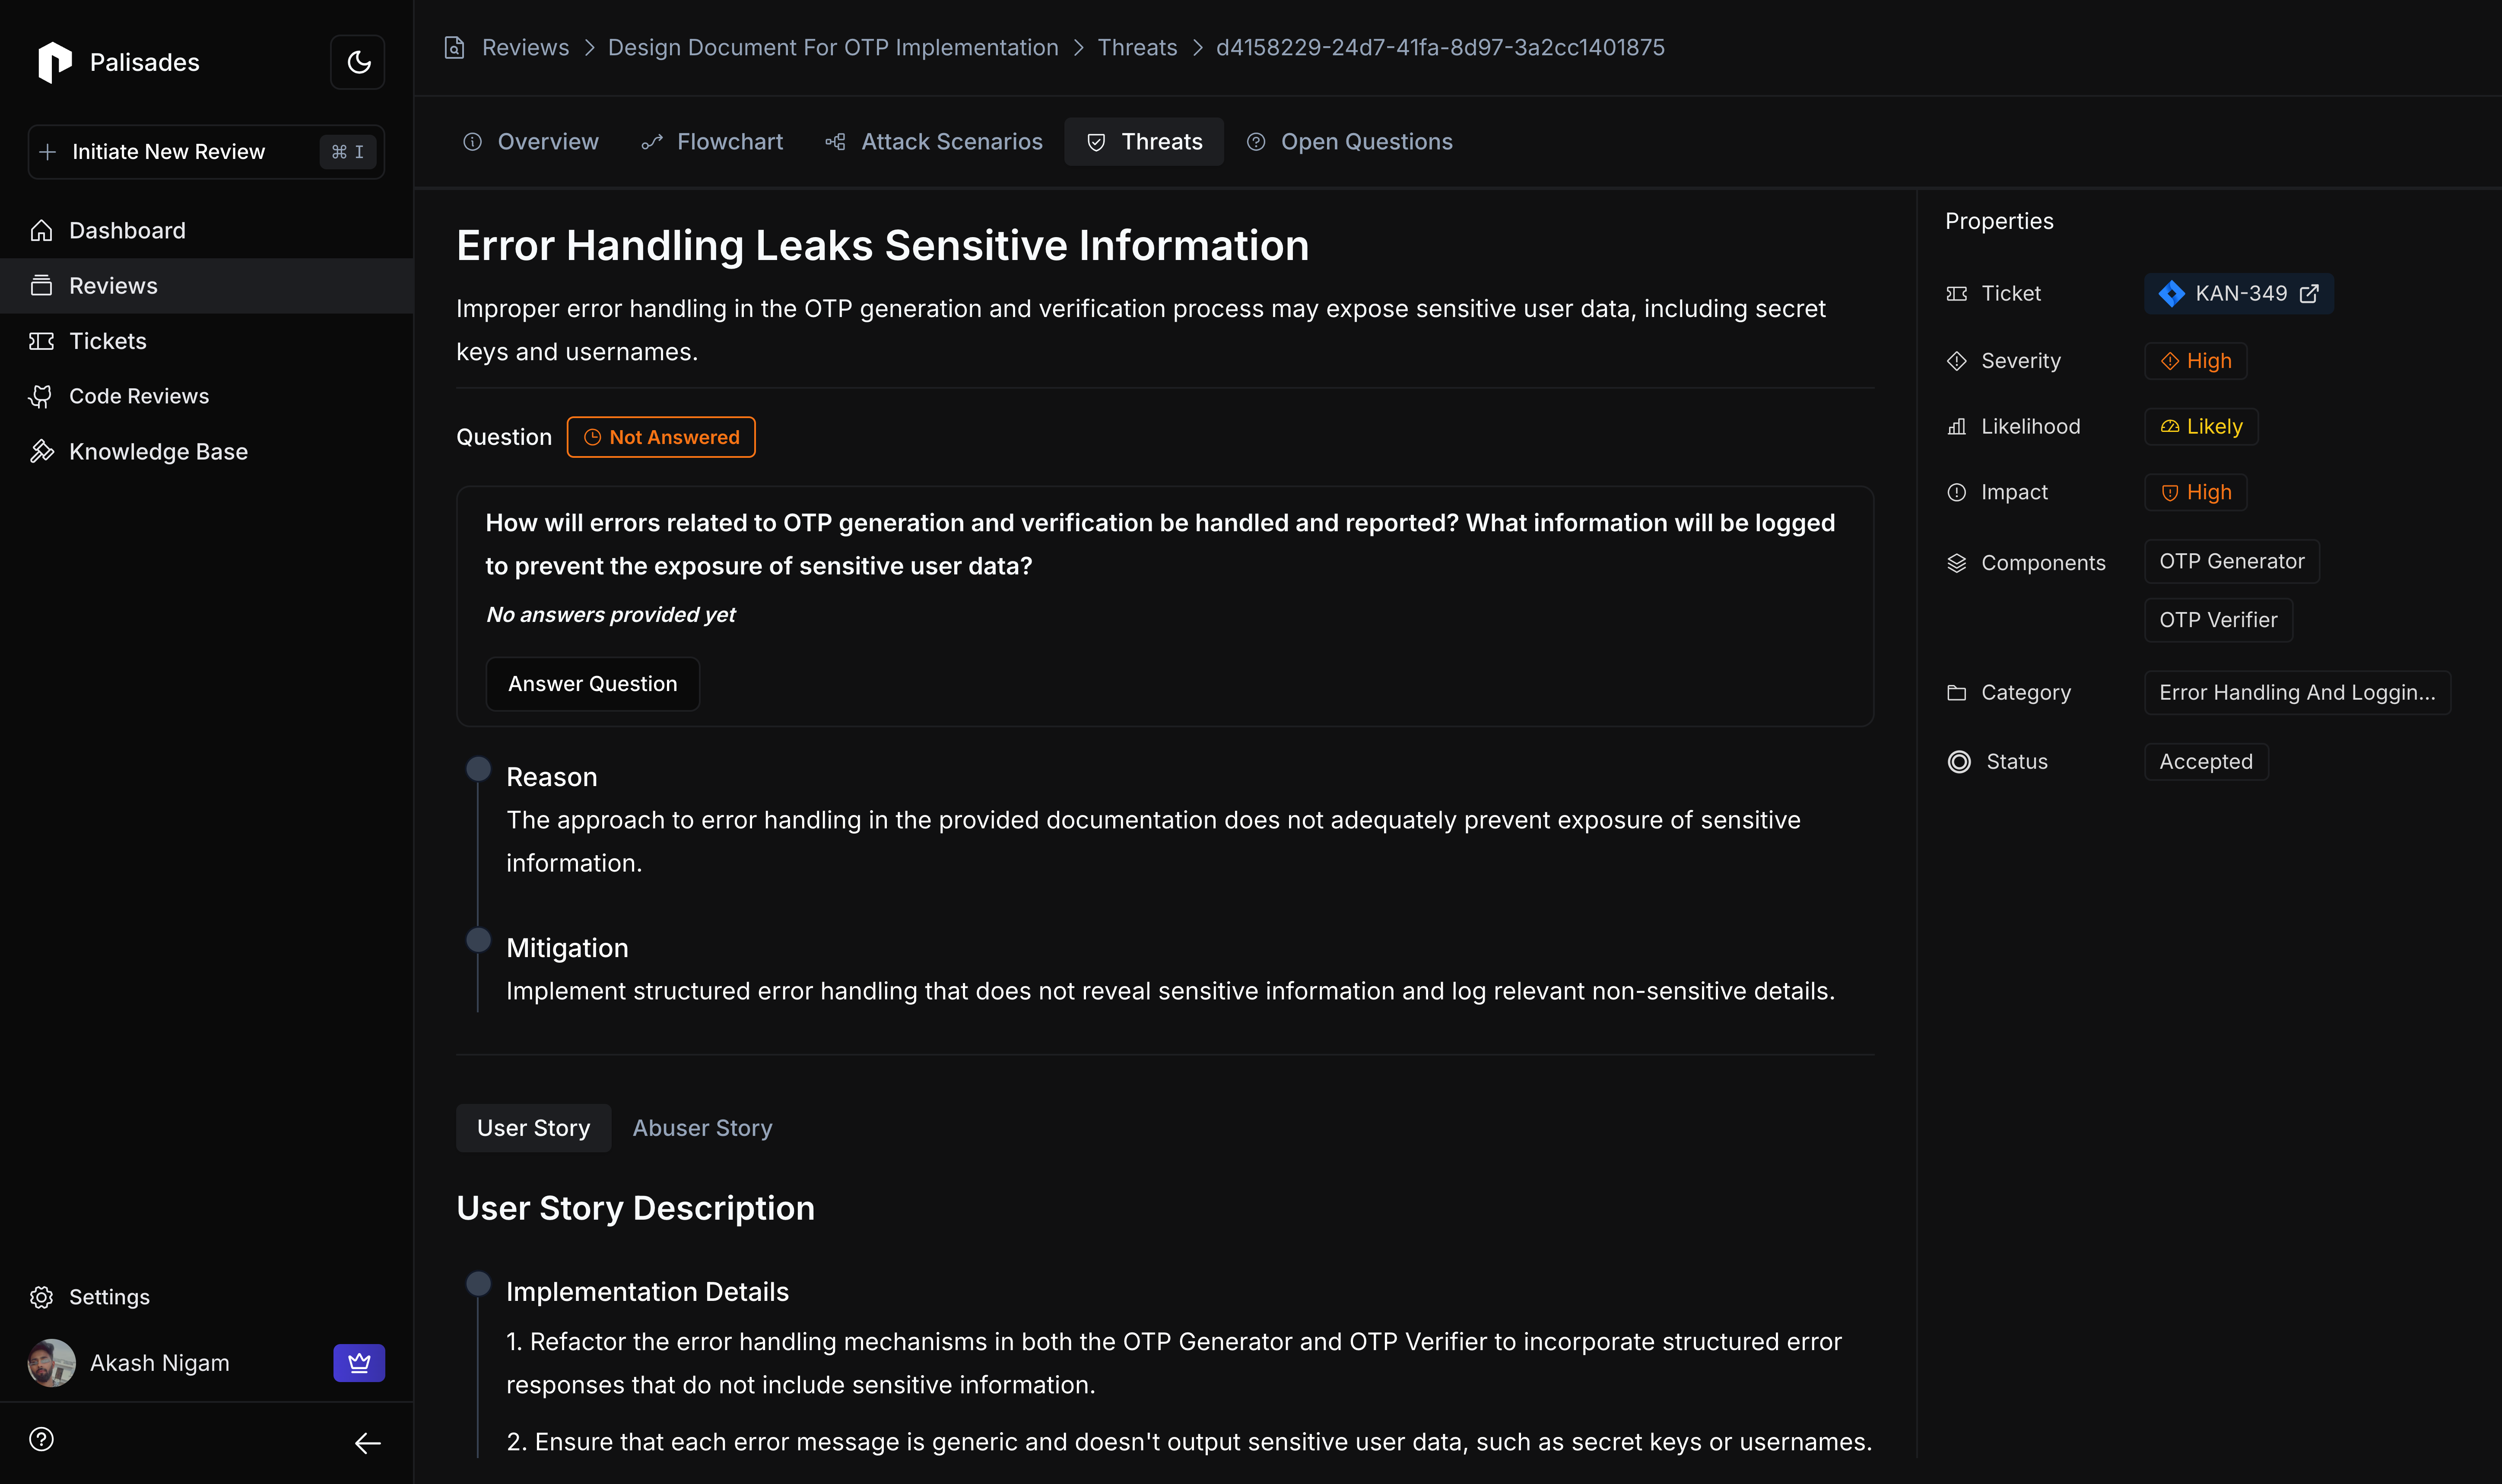 Palisades
Initiate New Review
⌘ I
Dashboard
Reviews
Tickets
Code Reviews
Knowledge Base
Settings
Akash Nigam
Reviews > Design Document For OTP Implementation > Threats > d4158229-24d7-41fa-8d97-3a2cc1401875
Overview
Flowchart
Attack Scenarios
Threats
Open Questions
Error Handling Leaks Sensitive Information
Improper error handling in the OTP generation and verification process may expose sensitive user data, including secret
keys and usernames.
Question
Not Answered
How will errors related to OTP generation and verification be handled and reported? What information will be logged
to prevent the exposure of sensitive user data?
No answers provided yet
Answer Question
Reason
The approach to error handling in the provided documentation does not adequately prevent exposure of sensitive
information.
Mitigation
Implement structured error handling that does not reveal sensitive information and log relevant non-sensitive details.
User Story
Abuser Story
User Story Description
Implementation Details
1. Refactor the error handling mechanisms in both the OTP Generator and OTP Verifier to incorporate structured error
responses that do not include sensitive information.
2. Ensure that each error message is generic and doesn't output sensitive user data, such as secret keys or usernames.
Properties
Ticket
KAN-349
Severity
High
Likelihood
Likely
Impact
High
Components
OTP Generator
OTP Verifier
Category
Error Handling And Loggin...
Status
Accepted